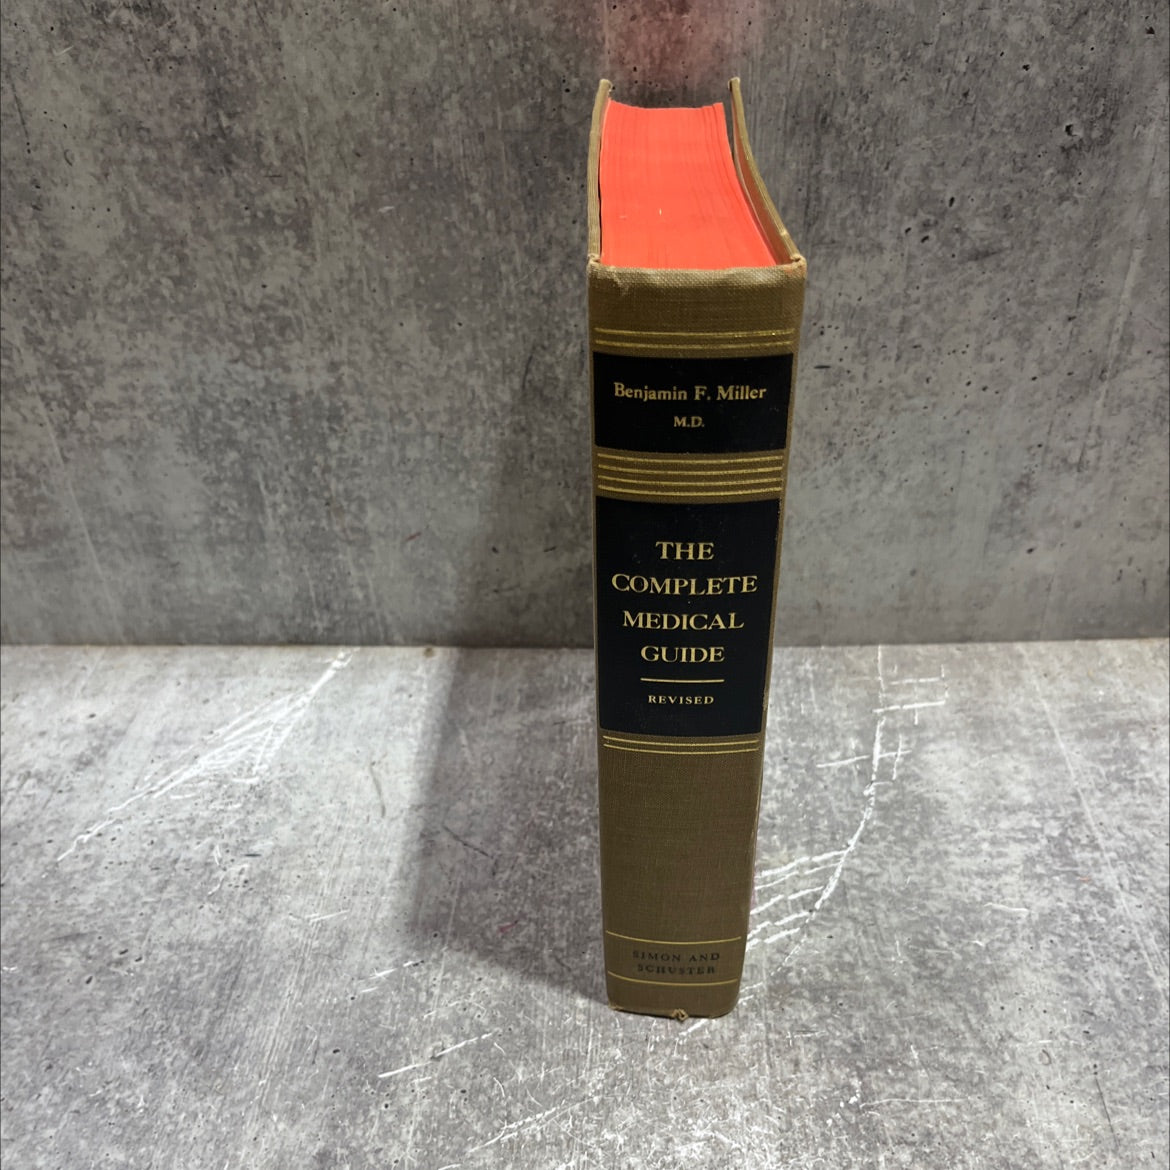 Benjamin F. Miller
M.D.
THE
COMPLETE
MEDICAL
GUIDE
REVISED
SIMON AND
SCHUSTER